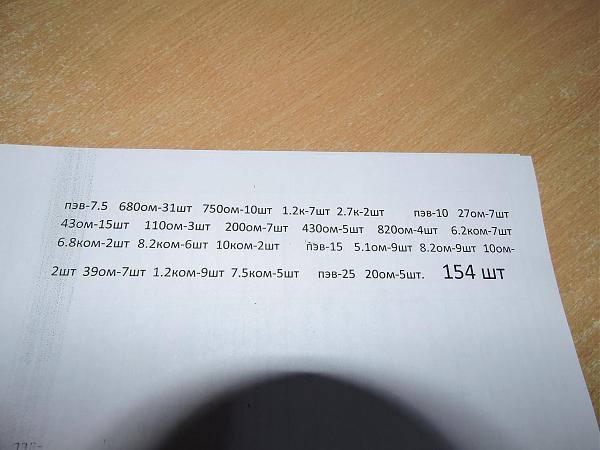 пэв-7.5 680ом-31шт 750ом-10шт 1.2к-7шт 2.7к-2шт пэв-10 27ом-7шт
43ом-15шт 110ом-3шт 200ом-7шт 430ом-5шт 820ом-4шт 6.2ком-7шт
6.8ком-2шт 8.2ком-6шт 10ком-2шт пэв-15 5.1ом-9шт 8.2ом-9шт 10ом-
2шт 39ом-7шт 1.2ком-9шт 7.5ком-5шт пэв-25 20ом-5шт. 154 шт